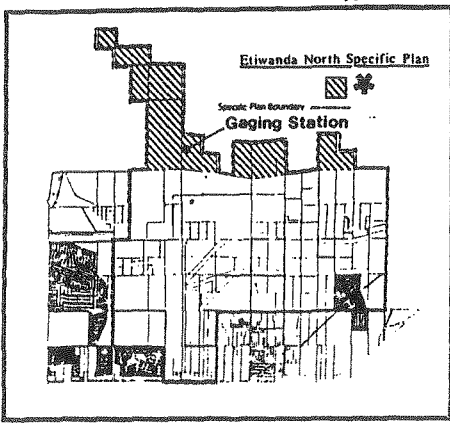 Etiwanda North Specific Plan
Specific Plan Boundary
Gaging Station